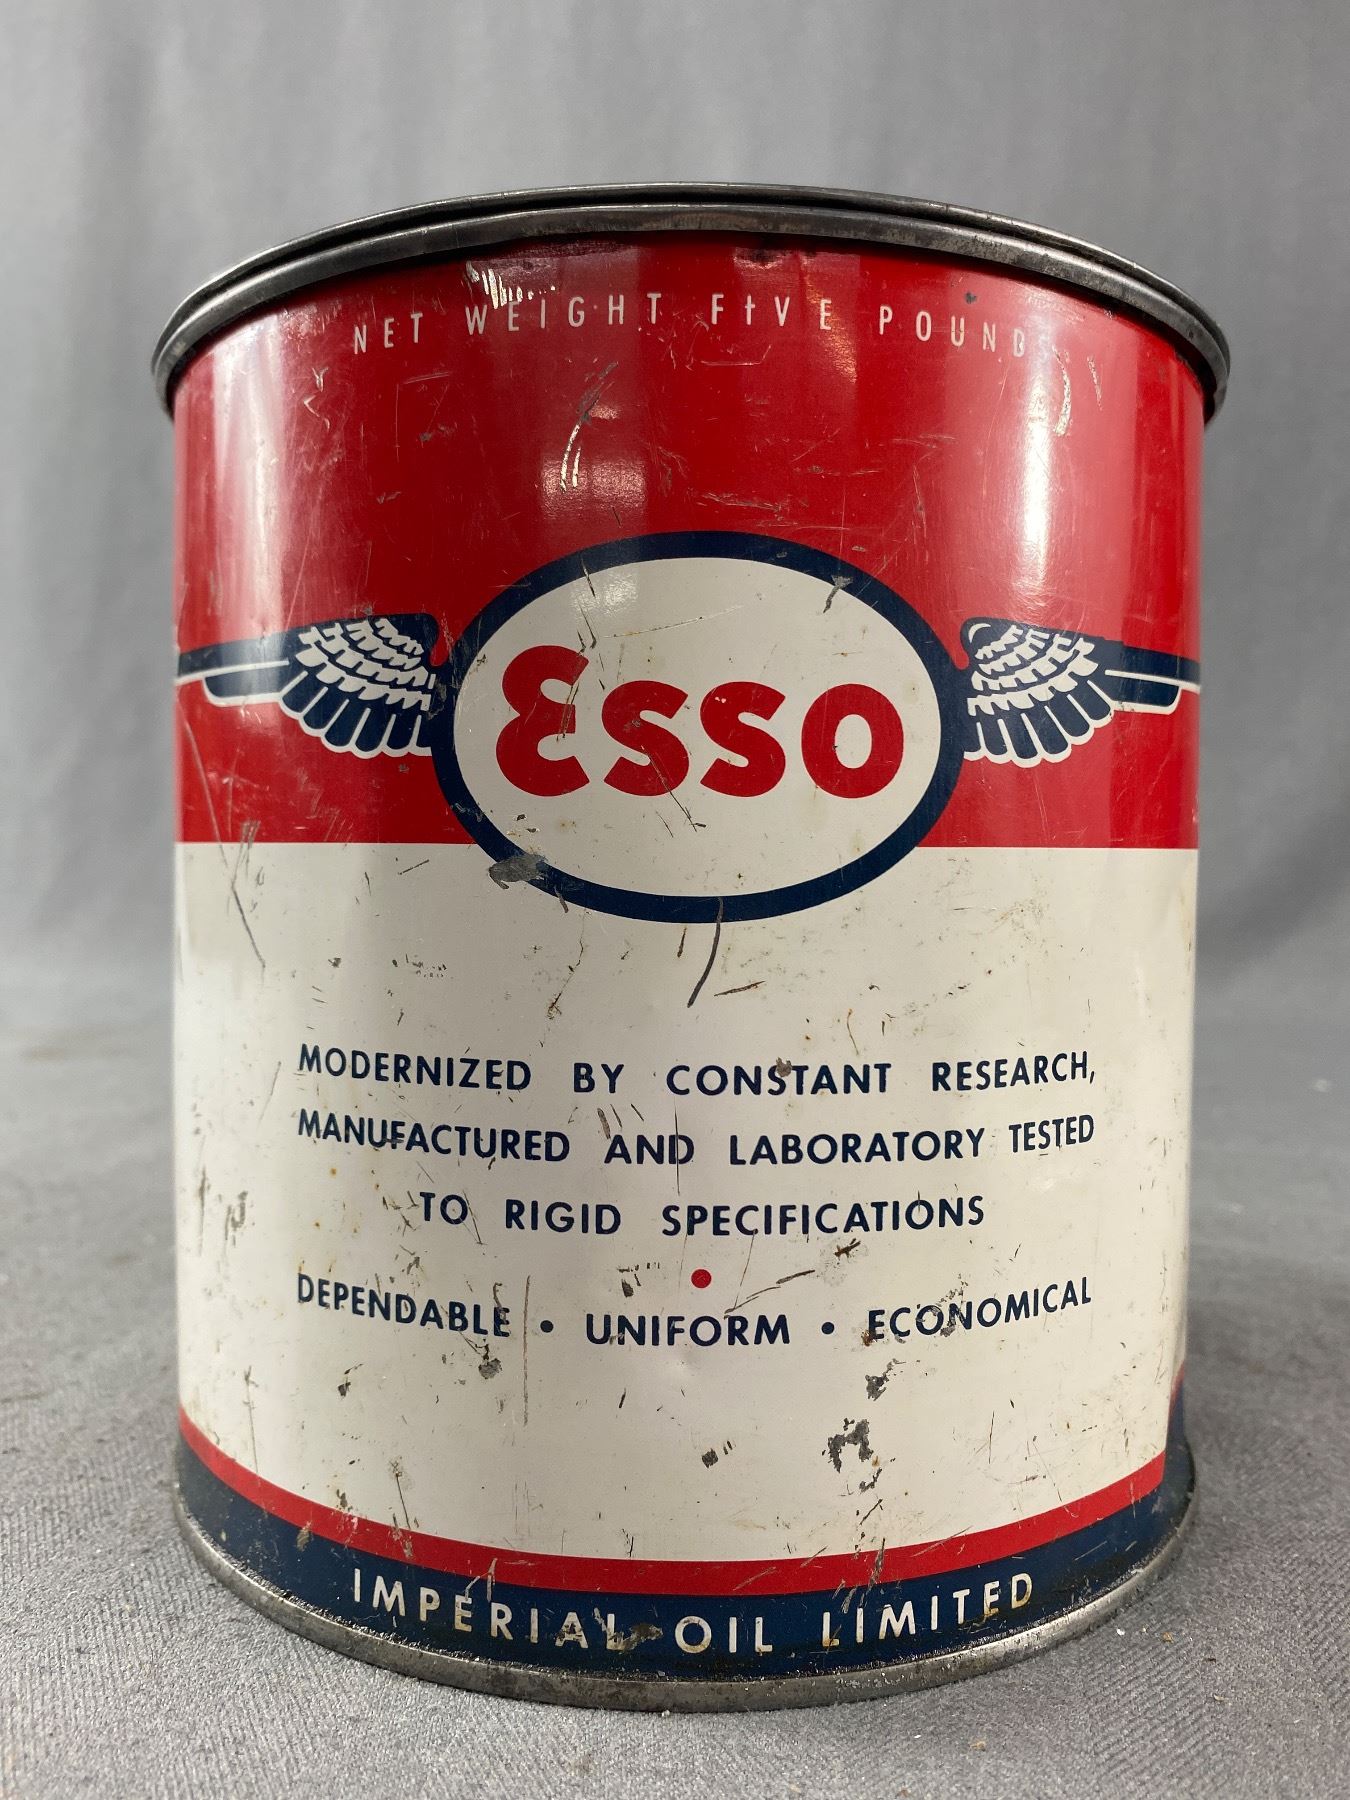 NET WEIGHT FIVE POUND
Esso
MODERNIZED BY CONSTANT RESEARCH,
MANUFACTURED AND LABORATORY TESTED
TO RIGID SPECIFICATIONS
DEPENDABLE • UNIFORM • ECONOMICAL
IMPERIAL OIL LIMITED